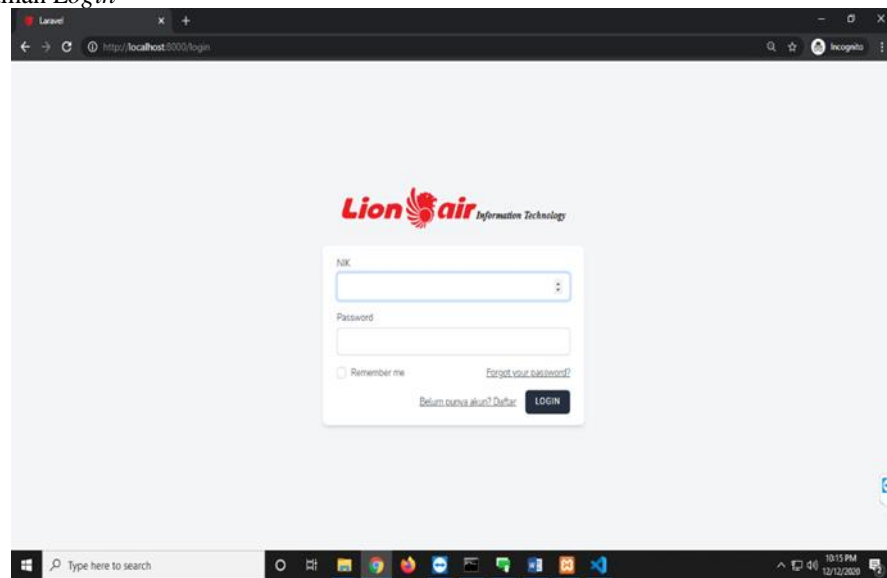 Login
Laravel
http://localhost:8000/login
Incognito
Lion air Information Technology
NIK
Password
Remember me Forgot your password?
Belum punya akun? Daftar LOGIN
Type here to search
10:15 PM
12/12/2020